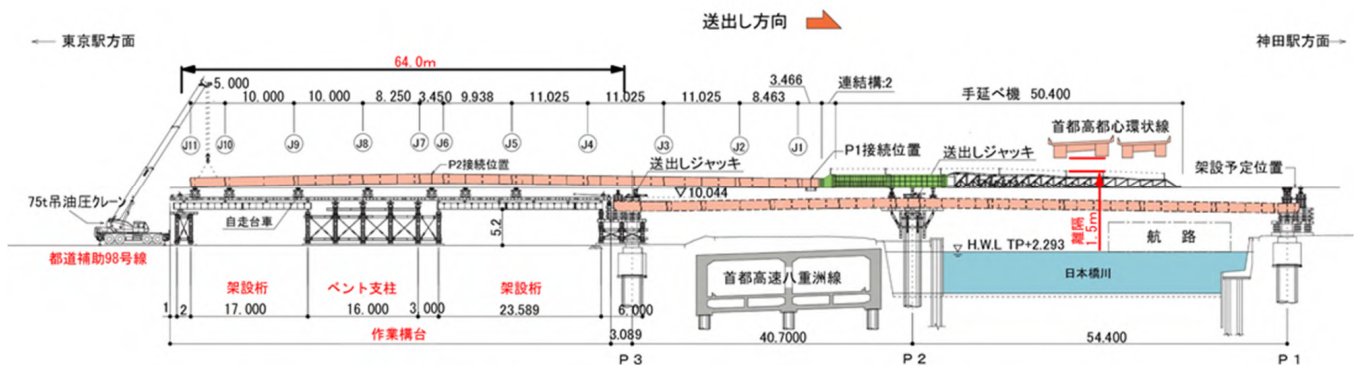 送出し方向
← 東京駅方面
神田駅方面 →
64.0m
5.000
10.000
10.000
8.250
3.450
9.938
11.025
11.025
11.025
8.463
3.466
連結構:2
手延べ機 50.400
首都高都心環状線
J11
J10
J9
J8
J7
J6
J5
J4
J3
J2
J1
P2接続位置
送出しジャッキ
P1接続位置
送出しジャッキ
架設予定位置
▽10,044
75t吊油圧クレーン
自走台車
5.2
離隔
1.5m
航路
都道補助98号線
H.W.L TP+2.293
日本橋川
首都高速八重洲線
架設桁
ベント支柱
架設桁
1
2
17.000
16.000
3.000
23.589
6.000
作業構台
3.089
40.7000
54.400
P3
P2
P1